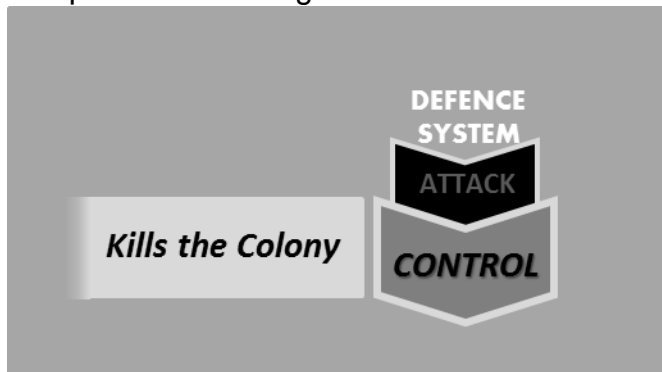 DEFENCE
SYSTEM
ATTACK
Kills the Colony
CONTROL